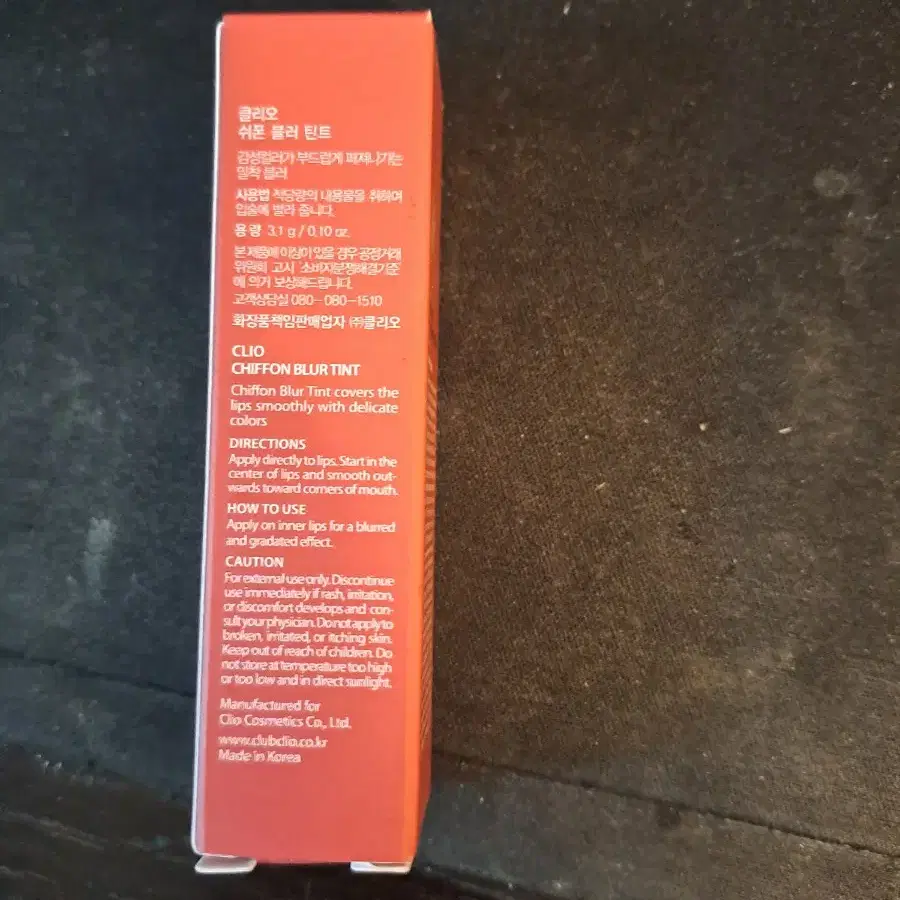 클리오
쉬폰 블러 틴트
감성컬러가 부드럽게 퍼져나가는
밀착 블러
사용법 적당량의 내용물을 취하여
입술에 발라 줍니다.
용량 3.1 g / 0.10 oz.
본 제품에 이상이 있을 경우 공정거래
위원회 고시 '소비자분쟁해결기준'
에 의거 보상해드립니다.
고객상담실 080-080-1510
화장품책임판매업자 ㈜클리오
CLIO
CHIFFON BLUR TINT
Chiffon Blur Tint covers the
lips smoothly with delicate
colors
DIRECTIONS
Apply directly to lips. Start in the
center of lips and smooth out-
wards toward corners of mouth.
HOW TO USE
Apply on inner lips for a blurred
and gradated effect.
CAUTION
For external use only. Discontinue
use immediately if rash, irritation,
or discomfort develops and con-
sult your physician. Do not apply to
broken, irritated, or itching skin.
Keep out of reach of children. Do
not store at temperature too high
or too low and in direct sunlight.
Manufactured for
Clio Cosmetics Co., Ltd.
www.clubclio.co.kr
Made in Korea